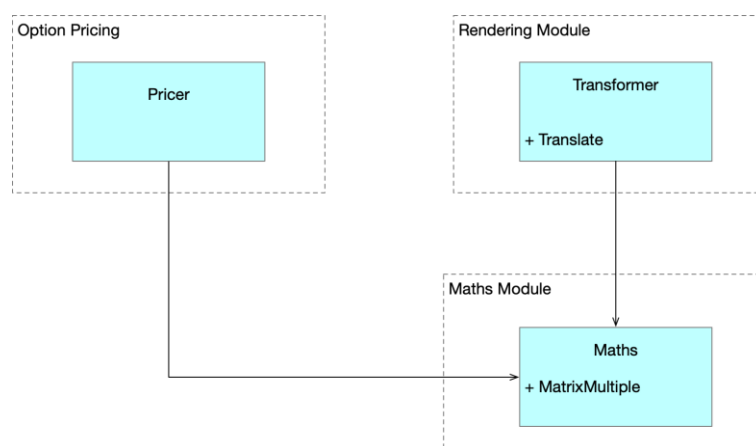 Option Pricing
Pricer
Rendering Module
Transformer
+ Translate
Maths Module
Maths
+ MatrixMultiple